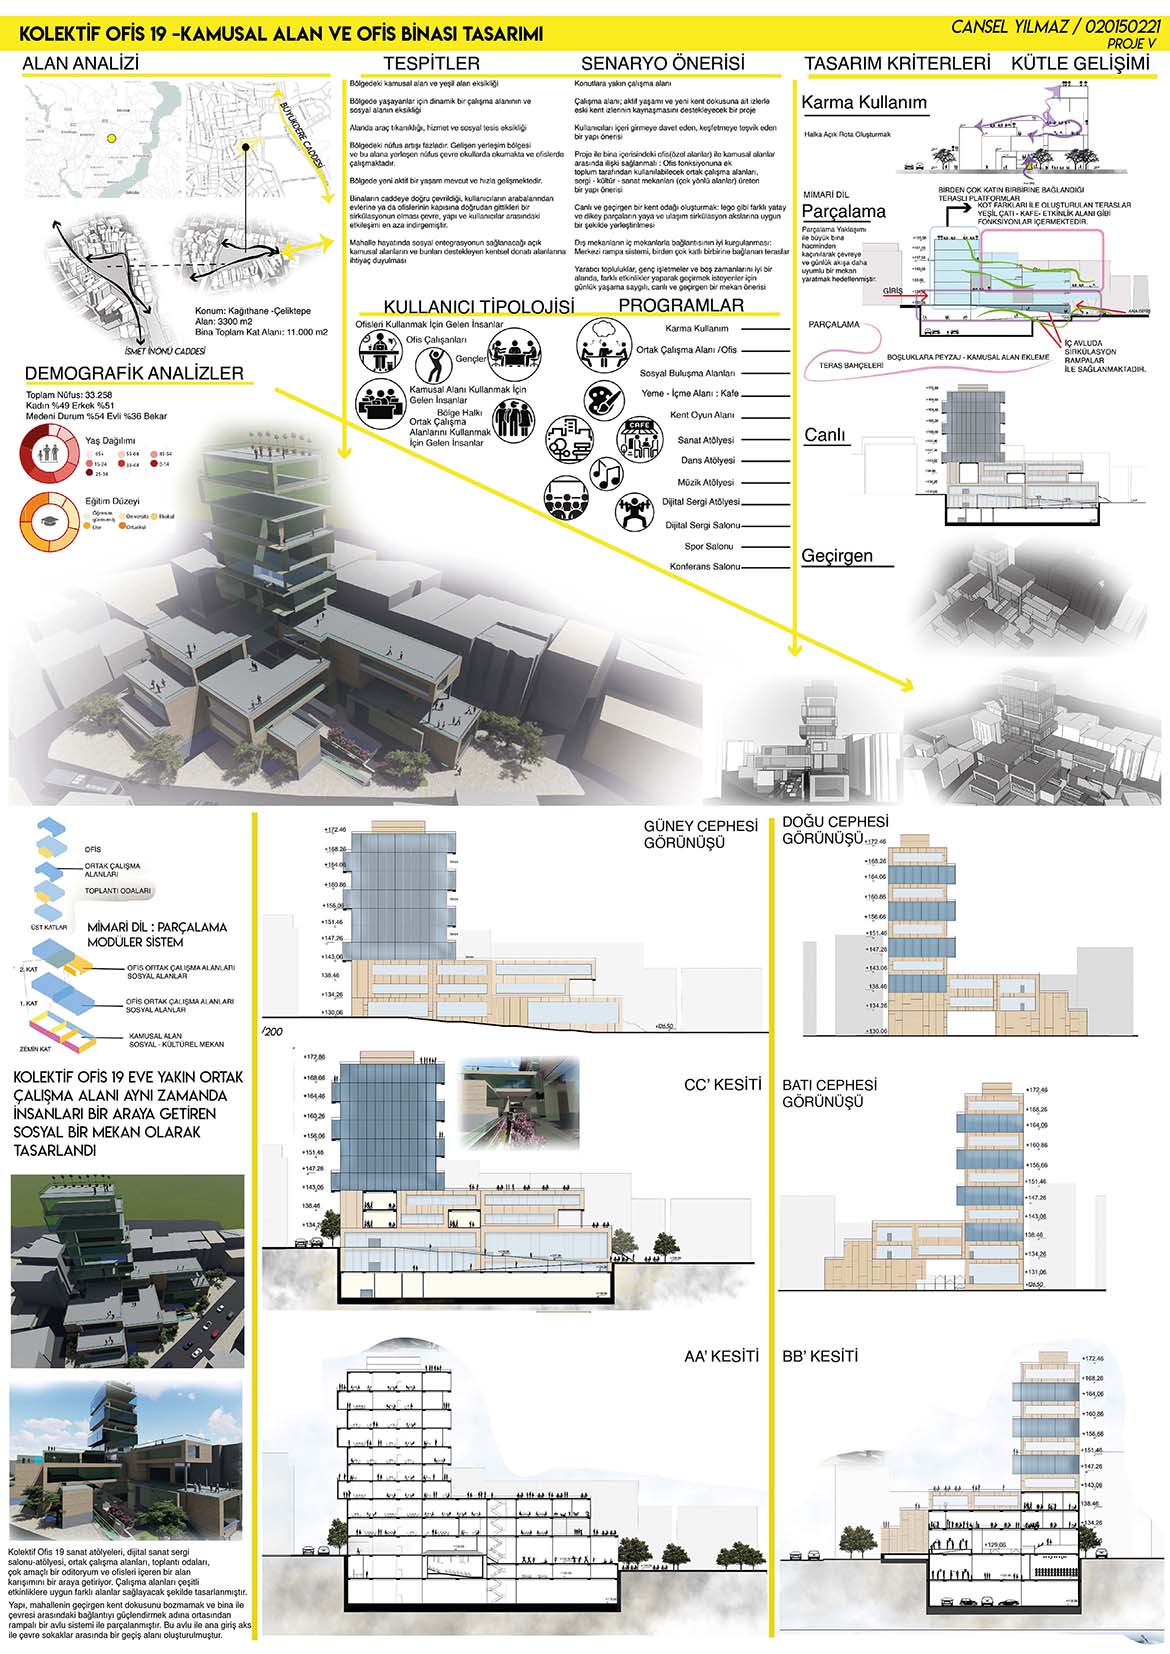 KOLEKTİF OFİS 19 -KAMUSAL ALAN VE OFİS BİNASI TASARIMI
CANSEL YILMAZ / 020150221
PROJE V
ALAN ANALİZİ
BÜYÜKDERE CADDESİ
İSMET İNÖNÜ CADDESİ
Konum: Kağıthane -Çeliktepe
Alan: 3300 m2
Bina Toplam Kat Alanı: 11.000 m2
DEMOGRAFİK ANALİZLER
Toplam Nüfus: 33.258
Kadın %49 Erkek %51
Medeni Durum %54 Evli %36 Bekar
Yaş Dağılımı
Eğitim Düzeyi
TESPİTLER
Bölgedeki kamusal alan ve yeşil alan eksikliği
Bölgede yaşayanlar için dinamik bir çalışma alanının ve
sosyal alanın eksikliği
Alanda araç tıkanıklığı, hizmet ve sosyal tesis eksikliği
Bölgedeki nüfus artışı fazladır. Gelişen yerleşim bölgesi
ve bu alana yerleşen nüfus çevre okullarda okumakta ve ofislerde
çalışmaktadır.
Bölgede yeni aktif bir yaşam mevcut ve hızla gelişmektedir.
Binaların caddeye doğru çevrildiği, kullanıcıların arabalarından
evlerine ya da ofislerinin kapısına doğrudan gittikleri bir
sirkülasyonun olması çevre, yapı ve kullanıcılar arasındaki
etkileşimi en aza indirgemiştir.
Mahalle hayatında sosyal entegrasyonun sağlanacağı açık
kamusal alanların ve bunları destekleyen kentsel donatı alanlarına
ihtiyaç duyulması
SENARYO ÖNERİSİ
Konutlara yakın çalışma alanı
Çalışma alanı; aktif yaşamı ve yeni kent dokusuna ait izlerle
eski kent izlerinin kaynaşmasını destekleyecek bir proje
Kullanıcıları içeri girmeye davet eden, keşfetmeye teşvik eden
bir yapı önerisi
Proje ile bina içerisindeki ofis(özel alanlar) ile kamusal alanlar
arasında ilişki sağlanmalı : Ofis fonksiyonuna ek
toplum tarafından kullanılabilecek ortak çalışma alanları,
sergi - kültür - sanat mekanları (çok yönlü alanlar) üreten
bir yapı önerisi
Canlı ve geçirgen bir kent odağı oluşturmak: lego gibi farklı yatay
ve dikey parçaların yaya ve ulaşım sirkülasyon akslarına uygun
bir şekilde yerleştirilmesi
Dış mekanların iç mekanlarla bağlantısının iyi kurgulanması:
Merkezi rampa sistemi, birden çok katlı birbirine bağlanan teraslar
Yaratıcı topluluklar, genç işletmeler ve boş zamanlarını iyi bir
alanda, farklı etkinlikler yaparak geçirmek isteyenler için
günlük yaşama saygılı, canlı ve geçirgen bir mekan önerisi
KULLANICI TİPOLOJİSİ
Ofisleri Kullanmak İçin Gelen İnsanlar
Ofis Çalışanları
Gençler
Kamusal Alanı Kullanmak İçin
Gelen İnsanlar
Bölge Halkı
Ortak Çalışma
Alanlarını Kullanmak
İçin Gelen İnsanlar
PROGRAMLAR
Karma Kullanım
Ortak Çalışma Alanı /Ofis
Sosyal Buluşma Alanları
Yeme - İçme Alanı : Kafe
Kent Oyun Alanı
Sanat Atölyesi
Dans Atölyesi
Müzik Atölyesi
Dijital Sergi Atölyesi
Dijital Sergi Salonu
Spor Salonu
Konferans Salonu
CAFE
TASARIM KRİTERLERİ
KÜTLE GELİŞİMİ
Karma Kullanım
Halka Açık Rota Oluşturmak
MİMARİ DİL
Parçalama
Parçalama Yaklaşımı
ile büyük bina
hacminden
kaçınılarak çevreye
ve günlük akışa daha
uyumlu bir mekan
yaratmak hedeflenmiştir.
BİRDEN ÇOK KATIN BİRBİRİNE BAĞLANDIĞI
TERASLI PLATFORMLAR
KOT FARKLARI İLE OLUŞTURULAN TERASLAR
YEŞİL ÇATI - KAFE- ETKİNLİK ALANI GİBİ
FONKSİYONLAR İÇERMEKTEDİR.
GİRİŞ
PARÇALAMA
TERAS BAHÇELERİ
BOŞLUKLARA PEYZAJ - KAMUSAL ALAN EKLEME
İÇ AVLUDA
SİRKÜLASYON
RAMPALAR
İLE SAĞLANMAKTADIR.
Canlı
Geçirgen
OFİS
ORTAK ÇALIŞMA
ALANLARI
TOPLANTI ODALARI
ÜST KATLAR
MİMARİ DİL : PARÇALAMA
MODÜLER SİSTEM
2. KAT
OFİS ORTAK ÇALIŞMA ALANLARI
SOSYAL ALANLAR
1. KAT
OFİS ORTAK ÇALIŞMA ALANLARI
SOSYAL ALANLAR
ZEMİN KAT
KAMUSAL ALAN
SOSYAL - KÜLTÜREL MEKAN
KOLEKTİF OFİS 19 EVE YAKIN ORTAK
ÇALIŞMA ALANI AYNI ZAMANDA
İNSANLARI BİR ARAYA GETİREN
SOSYAL BİR MEKAN OLARAK
TASARLANDI
Kolektif Ofis 19 sanat atölyeleri, dijital sanat sergi
salonu-atölyesi, ortak çalışma alanları, toplantı odaları,
çok amaçlı bir oditoryum ve ofisleri içeren bir alan
karışımını bir araya getiriyor. Çalışma alanları çeşitli
etkinliklere uygun farklı alanlar sağlayacak şekilde tasarlanmıştır.
Yapı, mahallenin geçirgen kent dokusunu bozmamak ve bina ile
çevresi arasındaki bağlantıyı güçlendirmek adına ortasından
rampalı bir avlu sistemi ile parçalanmıştır. Bu avlu ile ana giriş aks
ile çevre sokaklar arasında bir geçiş alanı oluşturulmuştur.
GÜNEY CEPHESİ
GÖRÜNÜŞÜ
+172.46
+168.26
+164.06
+160.86
+156.06
+151.46
+147.26
+143.06
138.46
+134.26
+130.06
+126.50
/200
DOĞU CEPHESİ
GÖRÜNÜŞÜ
+172.46
+168.26
+164.06
+160.86
+156.66
+151.46
+147.26
+143.06
138.46
+134.26
+130.06
CC' KESİTİ
+172.86
+168.66
+164.46
+160.86
+156.06
+151.46
+147.26
+143.06
138.46
+134.26
BATI CEPHESİ
GÖRÜNÜŞÜ
+172.46
+168.26
+164.06
+160.86
+156.66
+151.46
+147.26
+143.06
138.46
+134.26
+131.06
+126.50
AA' KESİTİ
BB' KESİTİ
+172.46
+168.26
+164.06
+160.86
+156.66
+151.46
+147.26
+143.06
138.46
+134.26
+129.06